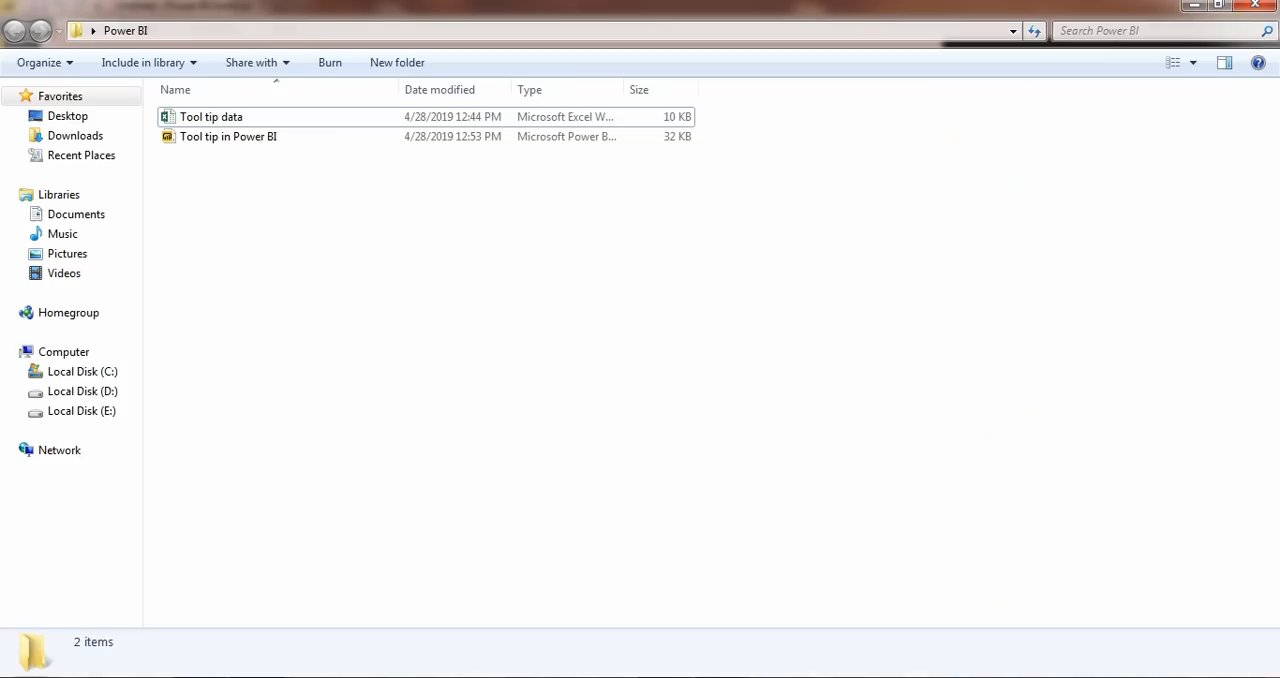 Power BI
Search Power BI
Organize Include in library Share with Burn New folder
Name Date modified Type Size
Tool tip data 4/28/2019 12:44 PM Microsoft Excel W... 10 KB
Tool tip in Power BI 4/28/2019 12:53 PM Microsoft Power B... 32 KB
Favorites
Desktop
Downloads
Recent Places
Libraries
Documents
Music
Pictures
Videos
Homegroup
Computer
Local Disk (C:)
Local Disk (D:)
Local Disk (E:)
Network
2 items